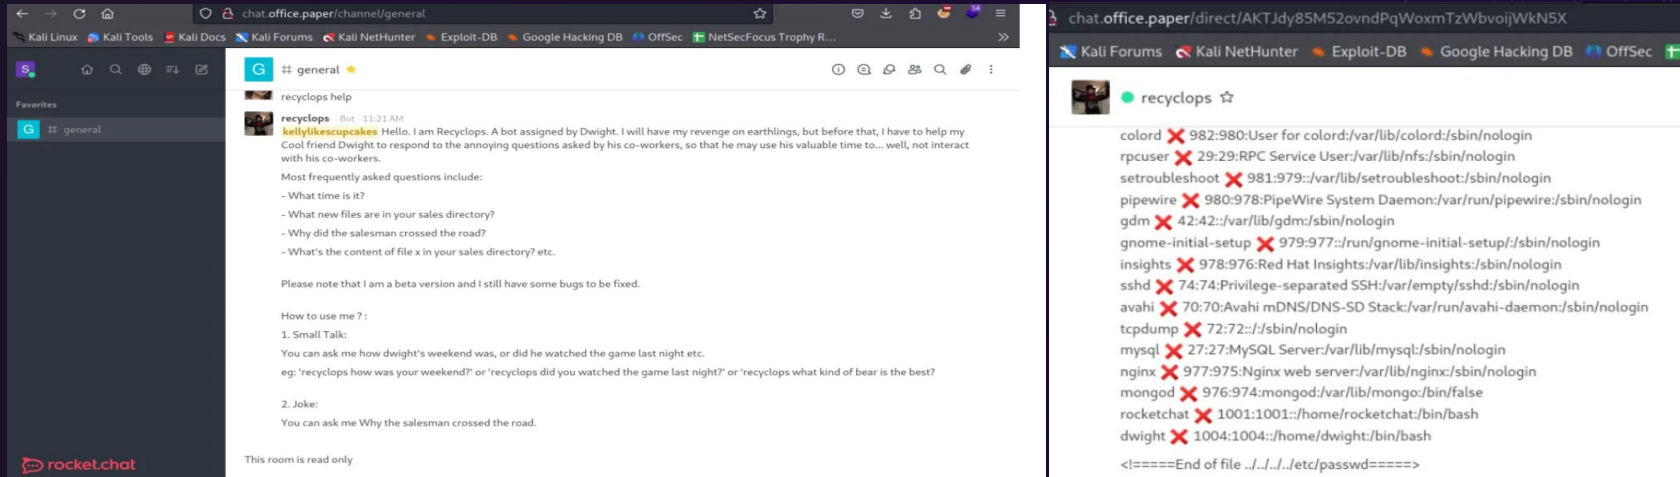 chat.office.paper/channel/general
Kali Linux Kali Tools Kali Docs Kali Forums Kali NetHunter Exploit-DB Google Hacking DB OffSec NetSecFocus Trophy R...
S
G # general
Favorites
G # general
recyclops help
recyclops Bot 11:21 AM
kellylikescupcakes Hello. I am Recyclops. A bot assigned by Dwight. I will have my revenge on earthlings, but before that, I have to help my
Cool friend Dwight to respond to the annoying questions asked by his co-workers, so that he may use his valuable time to... well, not interact
with his co-workers.
Most frequently asked questions include:
- What time is it?
- What new files are in your sales directory?
- Why did the salesman crossed the road?
- What's the content of file x in your sales directory? etc.
Please note that I am a beta version and I still have some bugs to be fixed.
How to use me ? :
1. Small Talk:
You can ask me how dwight's weekend was, or did he watched the game last night etc.
eg: 'recyclops how was your weekend?' or 'recyclops did you watched the game last night?' or 'recyclops what kind of bear is the best?
2. Joke:
You can ask me Why the salesman crossed the road.
This room is read only
rocket.chat
chat.office.paper/direct/AKTJdy85M52ovndPqWoxmTzWbvoijWkN5X
Kali Forums Kali NetHunter Exploit-DB Google Hacking DB OffSec
recyclops
colord ❌ 982:980:User for colord:/var/lib/colord:/sbin/nologin
rpcuser ❌ 29:29:RPC Service User:/var/lib/nfs:/sbin/nologin
setroubleshoot ❌ 981:979::/var/lib/setroubleshoot:/sbin/nologin
pipewire ❌ 980:978:PipeWire System Daemon:/var/run/pipewire:/sbin/nologin
gdm ❌ 42:42::/var/lib/gdm:/sbin/nologin
gnome-initial-setup ❌ 979:977::/run/gnome-initial-setup/:/sbin/nologin
insights ❌ 978:976:Red Hat Insights:/var/lib/insights:/sbin/nologin
sshd ❌ 74:74:Privilege-separated SSH:/var/empty/sshd:/sbin/nologin
avahi ❌ 70:70:Avahi mDNS/DNS-SD Stack:/var/run/avahi-daemon:/sbin/nologin
tcpdump ❌ 72:72::/:/sbin/nologin
mysql ❌ 27:27:MySQL Server:/var/lib/mysql:/sbin/nologin
nginx ❌ 977:975:Nginx web server:/var/lib/nginx:/sbin/nologin
mongod ❌ 976:974:mongod:/var/lib/mongo:/bin/false
rocketchat ❌ 1001:1001::/home/rocketchat:/bin/bash
dwight ❌ 1004:1004::/home/dwight:/bin/bash
<!=====End of file ../../../../etc/passwd=====>